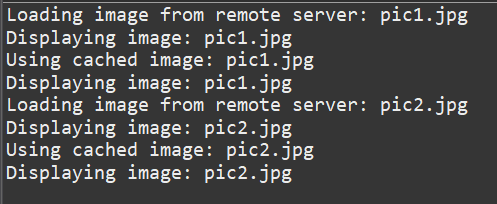 Loading image from remote server: pic1.jpg
Displaying image: pic1.jpg
Using cached image: pic1.jpg
Displaying image: pic1.jpg
Loading image from remote server: pic2.jpg
Displaying image: pic2.jpg
Using cached image: pic2.jpg
Displaying image: pic2.jpg